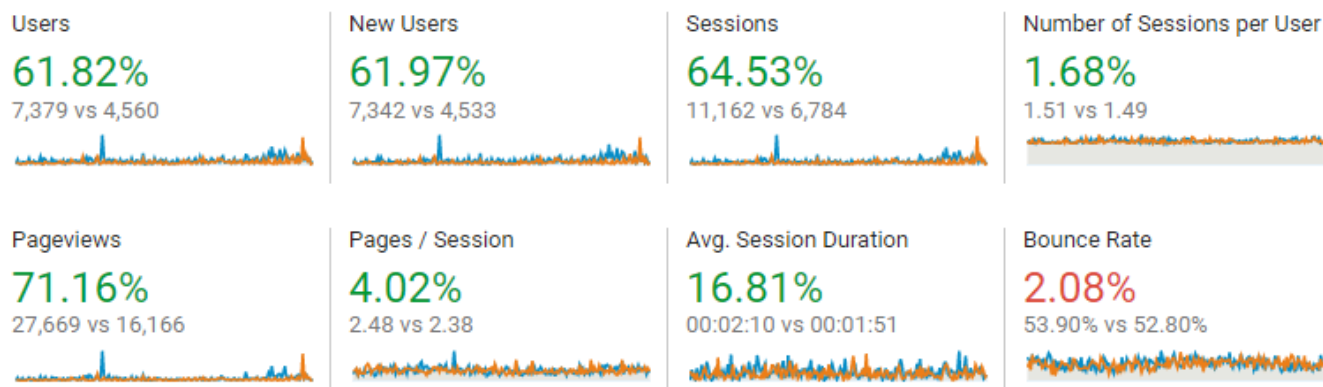 Users
61.82%
7,379 vs 4,560
New Users
61.97%
7,342 vs 4,533
Sessions
64.53%
11,162 vs 6,784
Number of Sessions per User
1.68%
1.51 vs 1.49
Pageviews
71.16%
27,669 vs 16,166
Pages / Session
4.02%
2.48 vs 2.38
Avg. Session Duration
16.81%
00:02:10 vs 00:01:51
Bounce Rate
2.08%
53.90% vs 52.80%